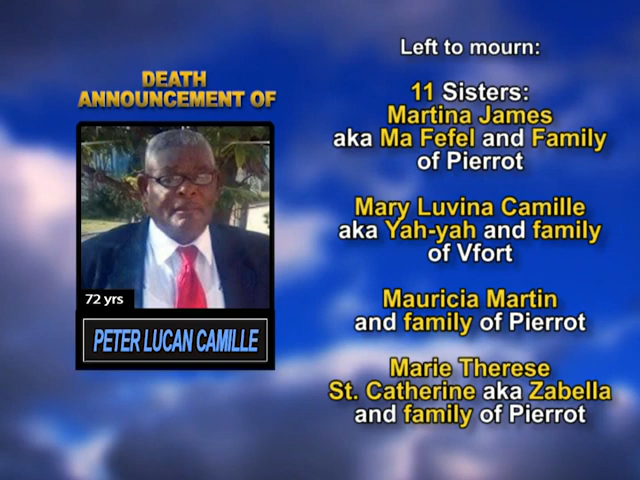 DEATH
ANNOUNCEMENT OF
72 yrs
PETER LUCAN CAMILLE
Left to mourn:
11 Sisters:
Martina James
aka Ma Fefel and Family
of Pierrot
Mary Luvina Camille
aka Yah-yah and family
of Vfort
Mauricia Martin
and family of Pierrot
Marie Therese
St. Catherine aka Zabella
and family of Pierrot